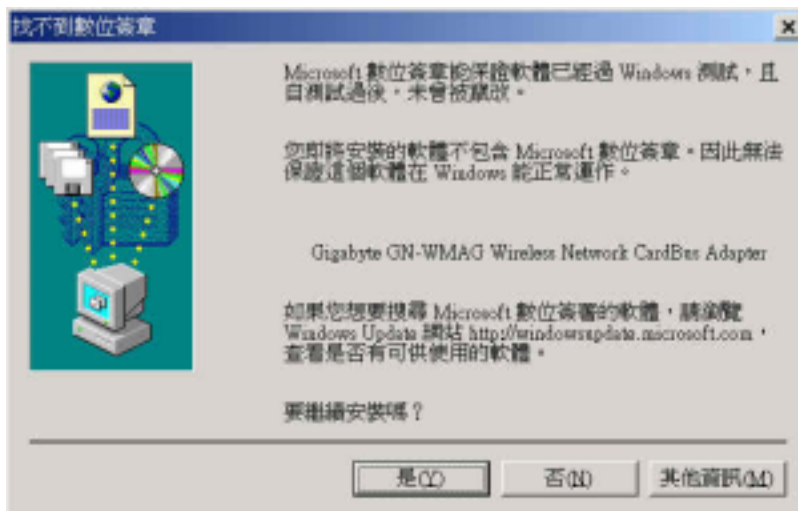 找不到數位簽章
Microsoft 數位簽章能保證軟體已經過 Windows 測試，且
自測試過後，未曾被竄改。
您即將安裝的軟體不包含 Microsoft 數位簽章。因此無法
保證這個軟體在 Windows 能正常運作。
Gigabyte GN-WMAG Wireless Network CardBus Adapter
如果您想要搜尋 Microsoft 數位簽署的軟體，請瀏覽
Windows Update 網站 http://windowsupdate.microsoft.com，
查看是否有可供使用的軟體。
要繼續安裝嗎？
是(Y) 否(N) 其他資訊(M)